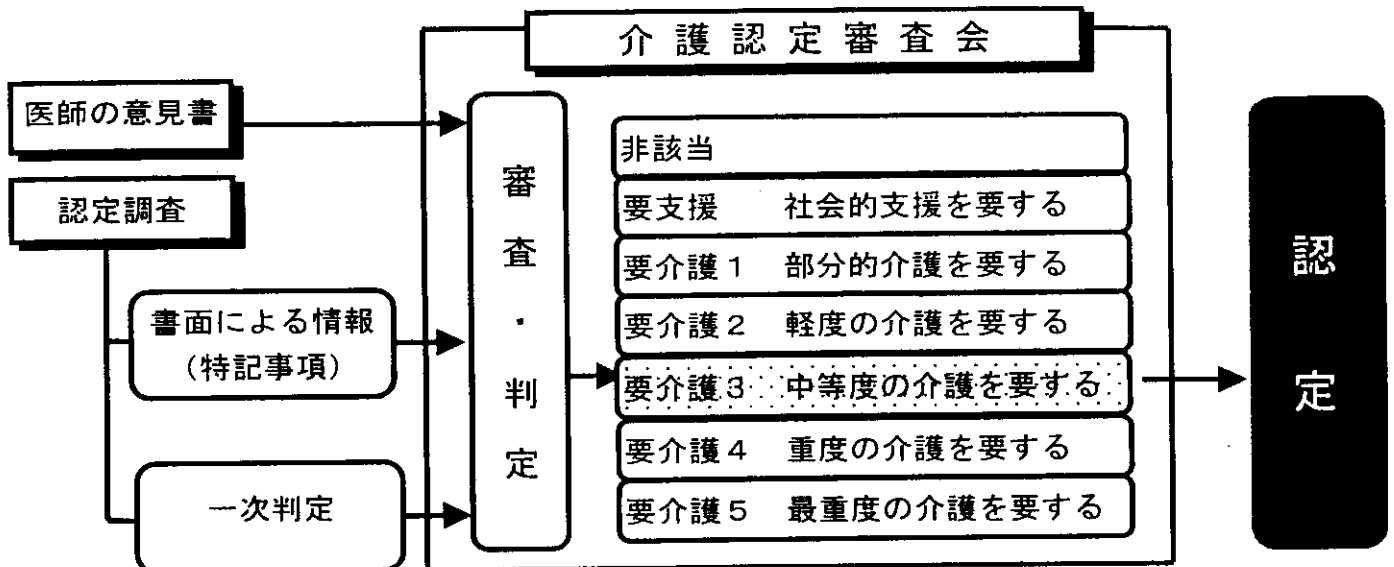 介護認定審査会
医師の意見書
認定調査
書面による情報
(特記事項)
一次判定
審査・判定
非該当
要支援 社会的支援を要する
要介護1 部分的介護を要する
要介護2 軽度の介護を要する
要介護3 中等度の介護を要する
要介護4 重度の介護を要する
要介護5 最重度の介護を要する
認定